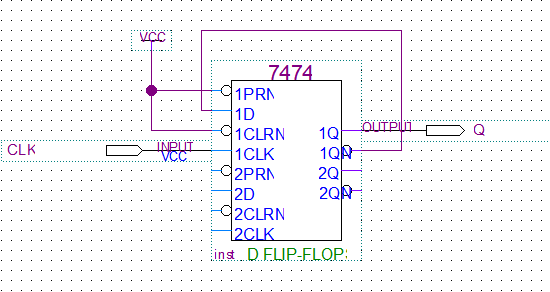 VCC
7474
1PRN
1D
1CLRN
1Q
OUTPUT
Q
CLK
INPUT
VCC
1CLK
1QN
2PRN
2Q
2D
2QN
2CLRN
2CLK
inst
D FLIP-FLOPS